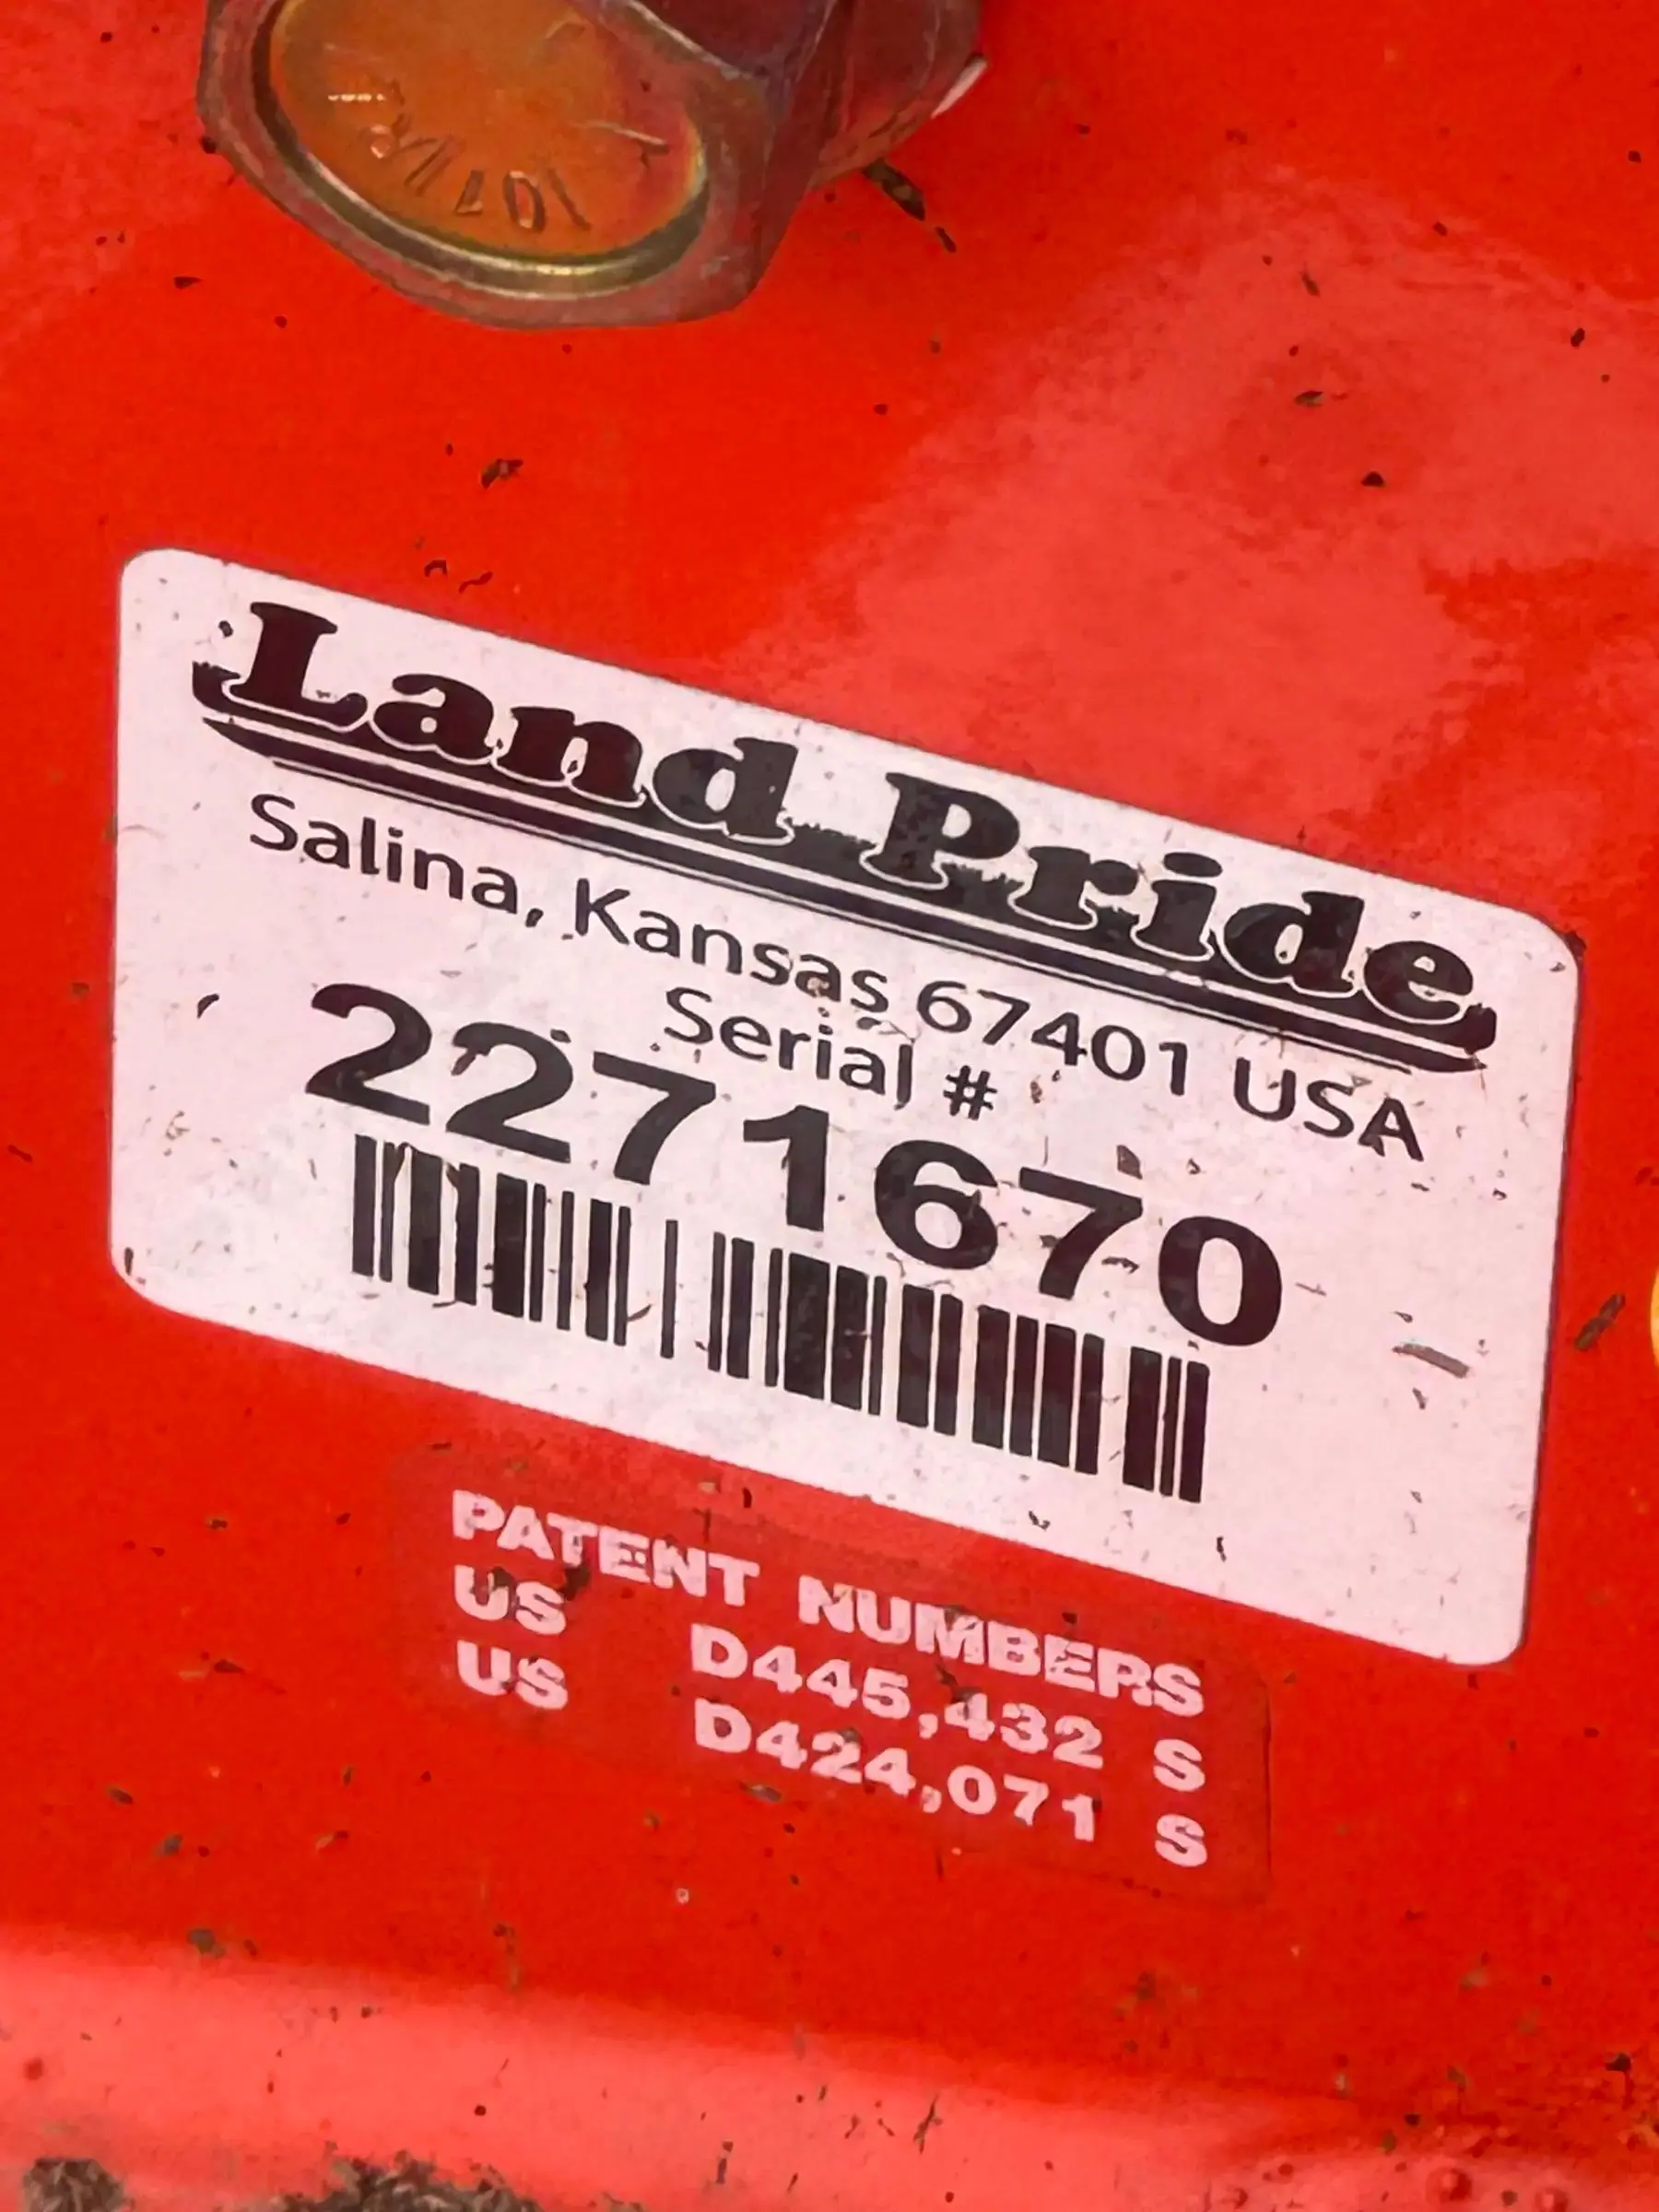 Land Pride
Salina, Kansas 67401 USA
Serial #
2271670
PATENT NUMBERS
US D445,432 S
US D424,071 S